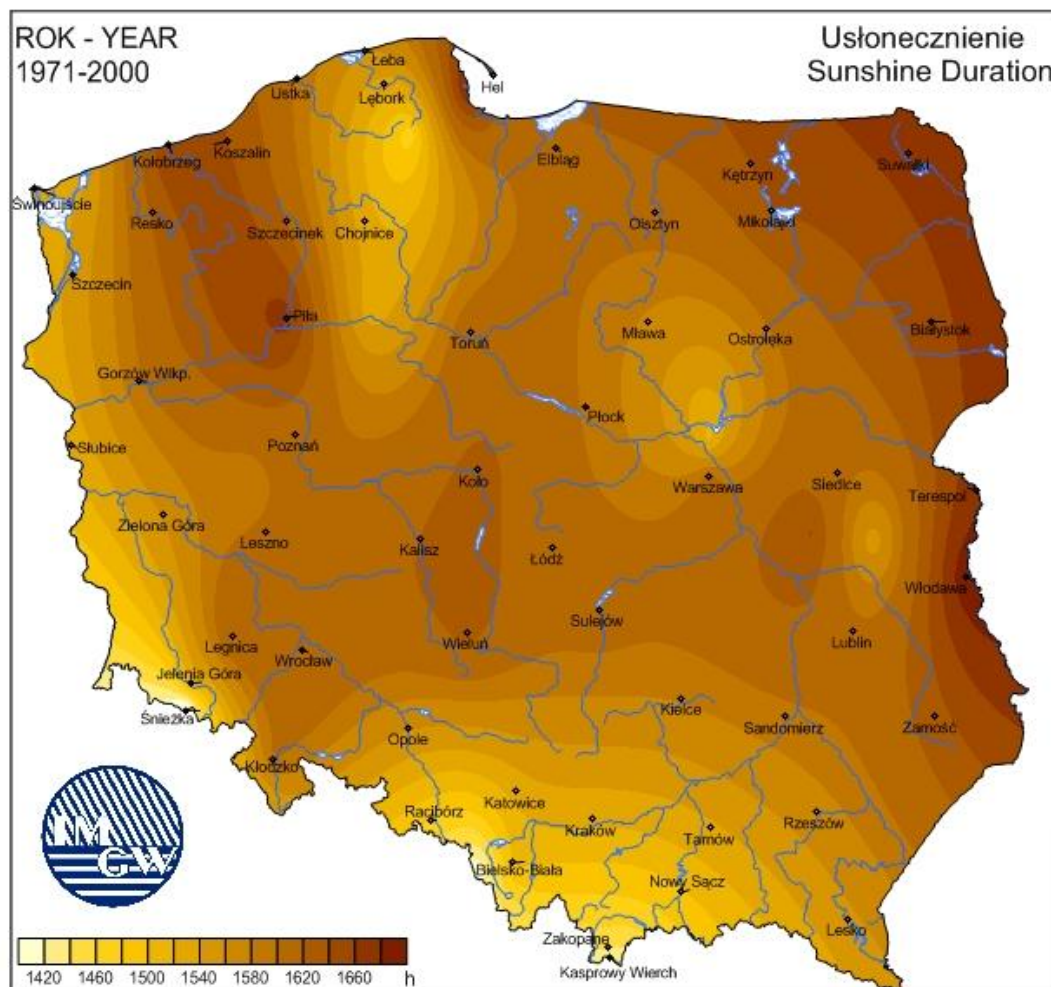 ROK - YEAR
1971-2000
Usłonecznienie
Sunshine Duration
Łeba
Ustka
Lębork
Hel
Kołobrzeg
Koszalin
Elbląg
Kętrzyn
Suwałki
Świnoujście
Resko
Szczecinek
Chojnice
Olsztyn
Mikołajki
Szczecin
Piła
Toruń
Mława
Ostrołęka
Białystok
Gorzów Wlkp.
Płock
Słubice
Poznań
Koło
Warszawa
Siedlce
Terespol
Zielona Góra
Leszno
Kalisz
Łódź
Włodawa
Sulejów
Legnica
Wrocław
Wieluń
Lublin
Jelenia Góra
Śnieżka
Opole
Kielce
Sandomierz
Zamość
Kłodzko
Katowice
Racibórz
Kraków
Tarnów
Rzeszów
Bielsko-Biała
Nowy Sącz
Lesko
Zakopane
Kasprowy Wierch
IM
GW
1420 1460 1500 1540 1580 1620 1660 h